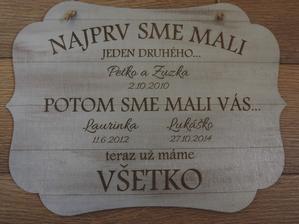 NAJPRV SME MALI
JEDEN DRUHÉHO...
Peťko a Zuzka
2.10.2010
POTOM SME MALI VÁS...
Laurinka Lukáško
11.6.2012 27.10.2014
teraz už máme
VŠETKO